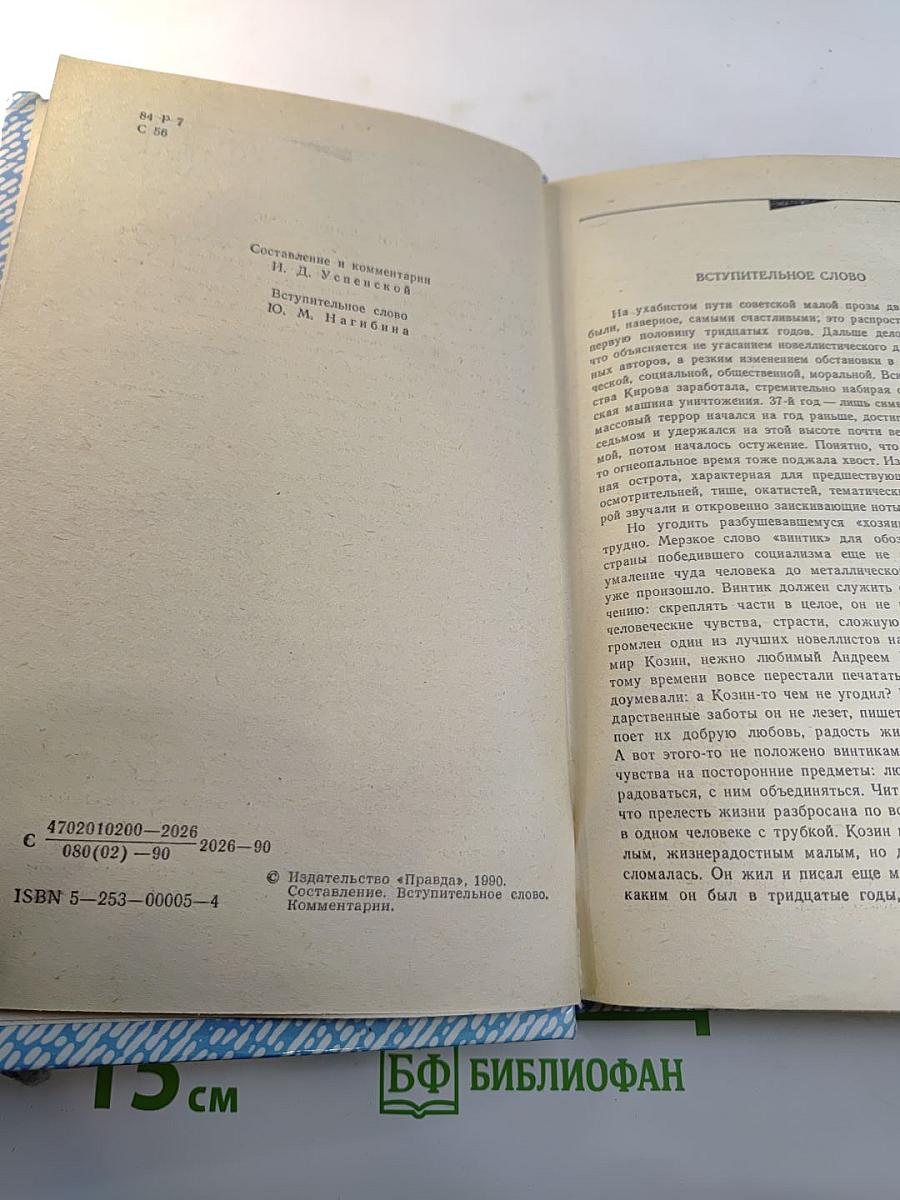 84 Р 7
С 56
Составление и комментарии
И. Д. Успенской
Вступительное слово
Ю. М. Нагибина
С 4702010200—2026
080(02) —90
2026—90
ISBN 5—253—00005—4
© Издательство «Правда», 1990.
Составление. Вступительное слово.
Комментарии.
ВСТУПИТЕЛЬНОЕ СЛОВО
На ухабистом пути советской малой прозы
были, наверное, самыми счастливыми; это
первую половину тридцатых годов. Дальше
что объясняется не угасанием новеллистического
ных авторов, а резким изменением обстановки в
ческой, социальной, общественной, моральной.
ства Кирова заработала, стремительно набирая
ская машина уничтожения. 37-й год — лишь
массовый террор начался на год раньше,
седьмом и удержался на этой высоте почти
мой, потом началось остужение. Понятно, что
то огнеопальное время тоже поджала хвост.
ная острота, характерная для
осмотрительней, тише, окатистей,
рой звучали и откровенно заискивающие ноты
Но угодить разбушевавшемуся
трудно. Мерзкое слово «винтик» для
страны победившего социализма еще не
умаление чуда человека до
уже произошло. Винтик должен служить
чению: скреплять части в целое, он не
человеческие чувства, страсти, сложную
громлен один из лучших новеллистов
мир Козин, нежно любимый Андреем
тому времени вовсе перестали печатать
доумевали: а Козин-то чем не угодил?
дарственные заботы он не лезет, пишет
поет их добрую любовь, радость
А вот этого-то не положено винтикам
чувства на посторонние предметы:
радоваться, с ним объединяться.
что прелесть жизни разбросана по
в одном человеке с трубкой. Козин
лым, жизнерадостным малым, но
сломалась. Он жил и писал еще
каким он был в тридцатые годы,
15 см
БФ БИБЛИОФАН